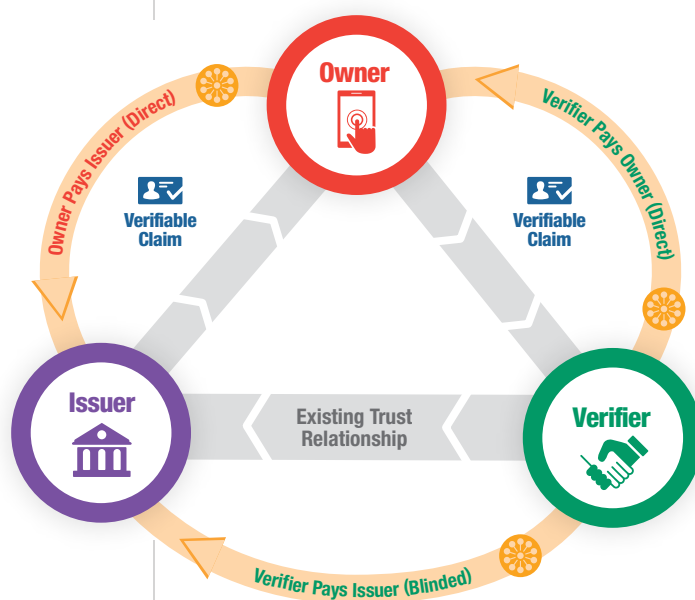 Owner
Owner Pays Issuer (Direct)
Verifier Pays Owner (Direct)
Verifiable
Claim
Verifiable
Claim
Issuer
Existing Trust
Relationship
Verifier
Verifier Pays Issuer (Blinded)